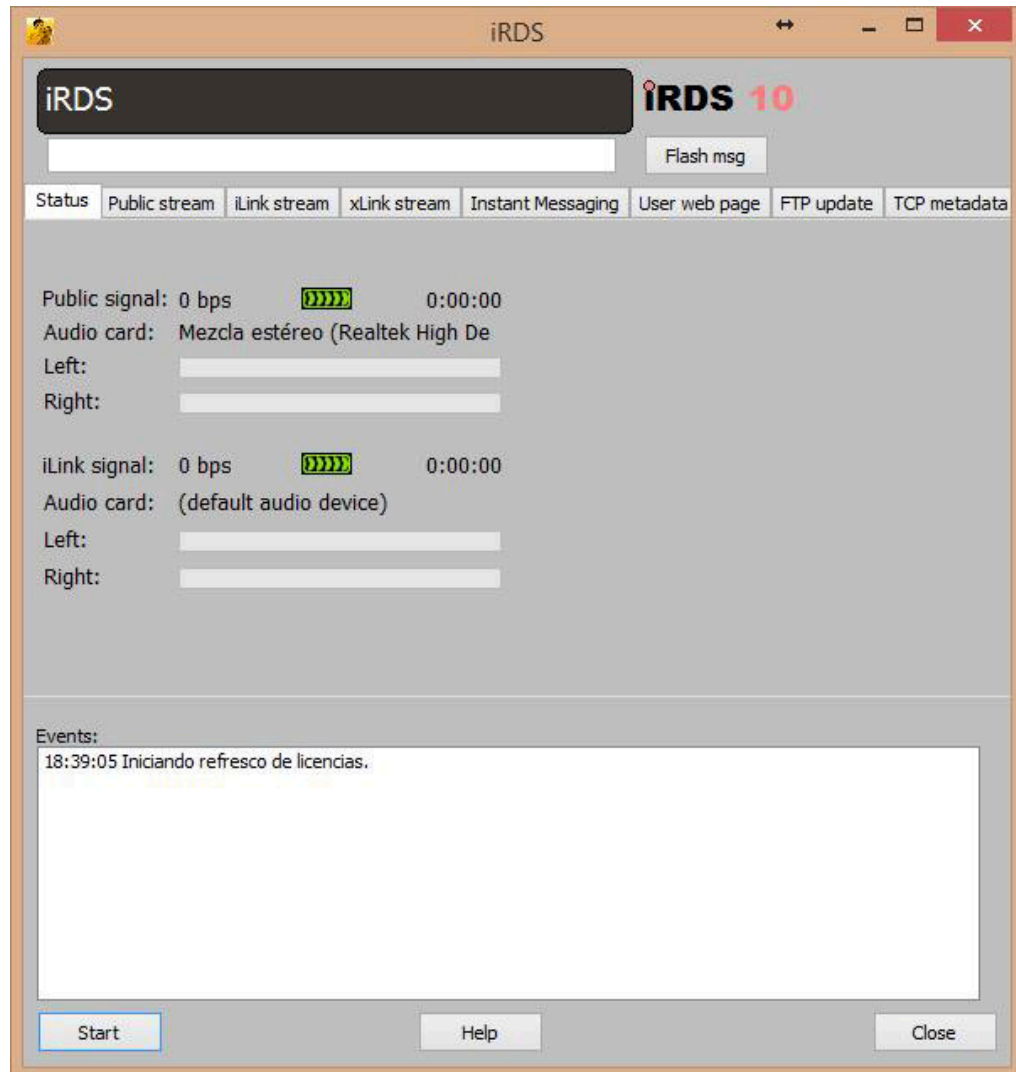 iRDS
iRDS
iRDS 10
Flash msg
Status Public stream iLink stream xLink stream Instant Messaging User web page FTP update TCP metadata
Public signal: 0 bps 0:00:00
Audio card: Mezcla estéreo (Realtek High De
Left:
Right:
iLink signal: 0 bps 0:00:00
Audio card: (default audio device)
Left:
Right:
Events:
18:39:05 Iniciando refresco de licencias.
Start Help Close